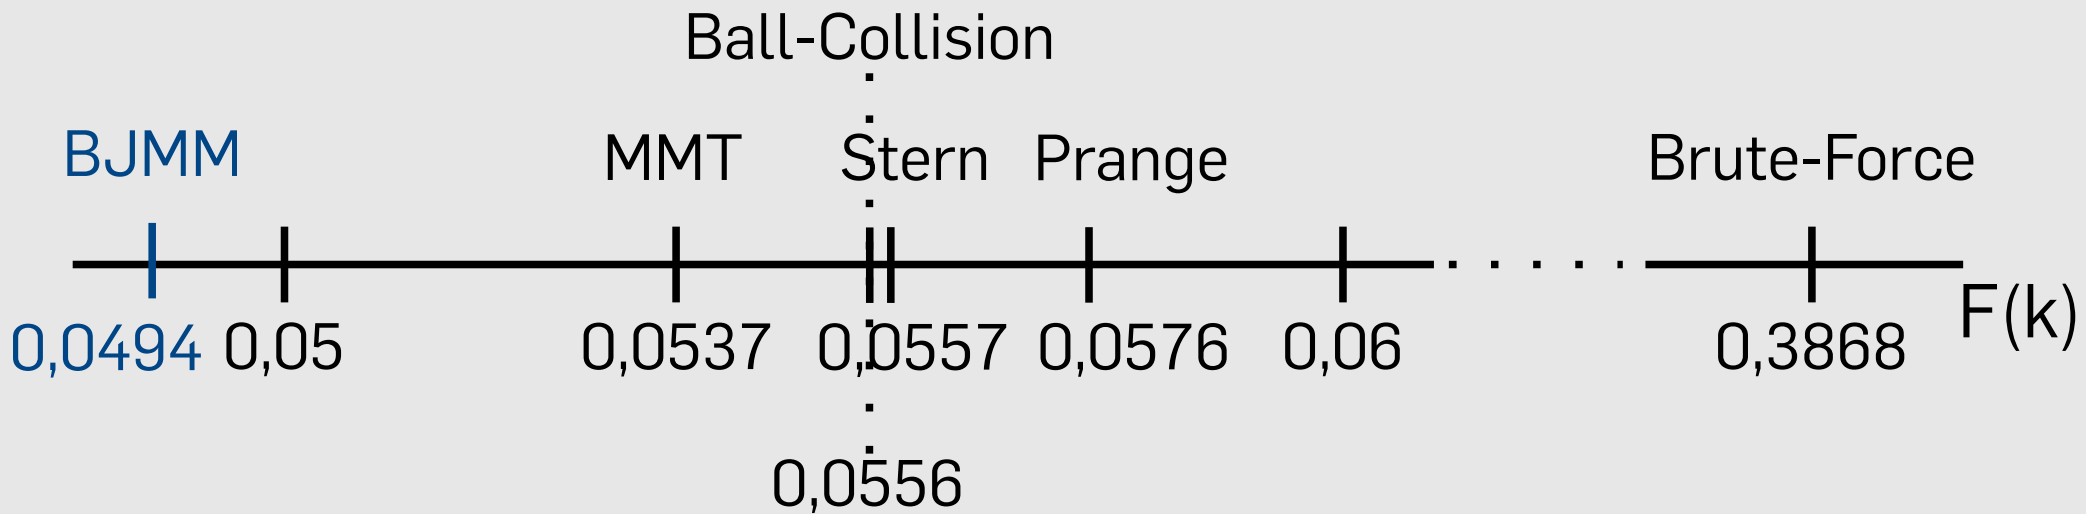 Ball-Collision
BJMM MMT Stern Prange Brute-Force
0,0494 0,05 0,0537 0,0557 0,0576 0,06 0,3868 F(k)
0,0556